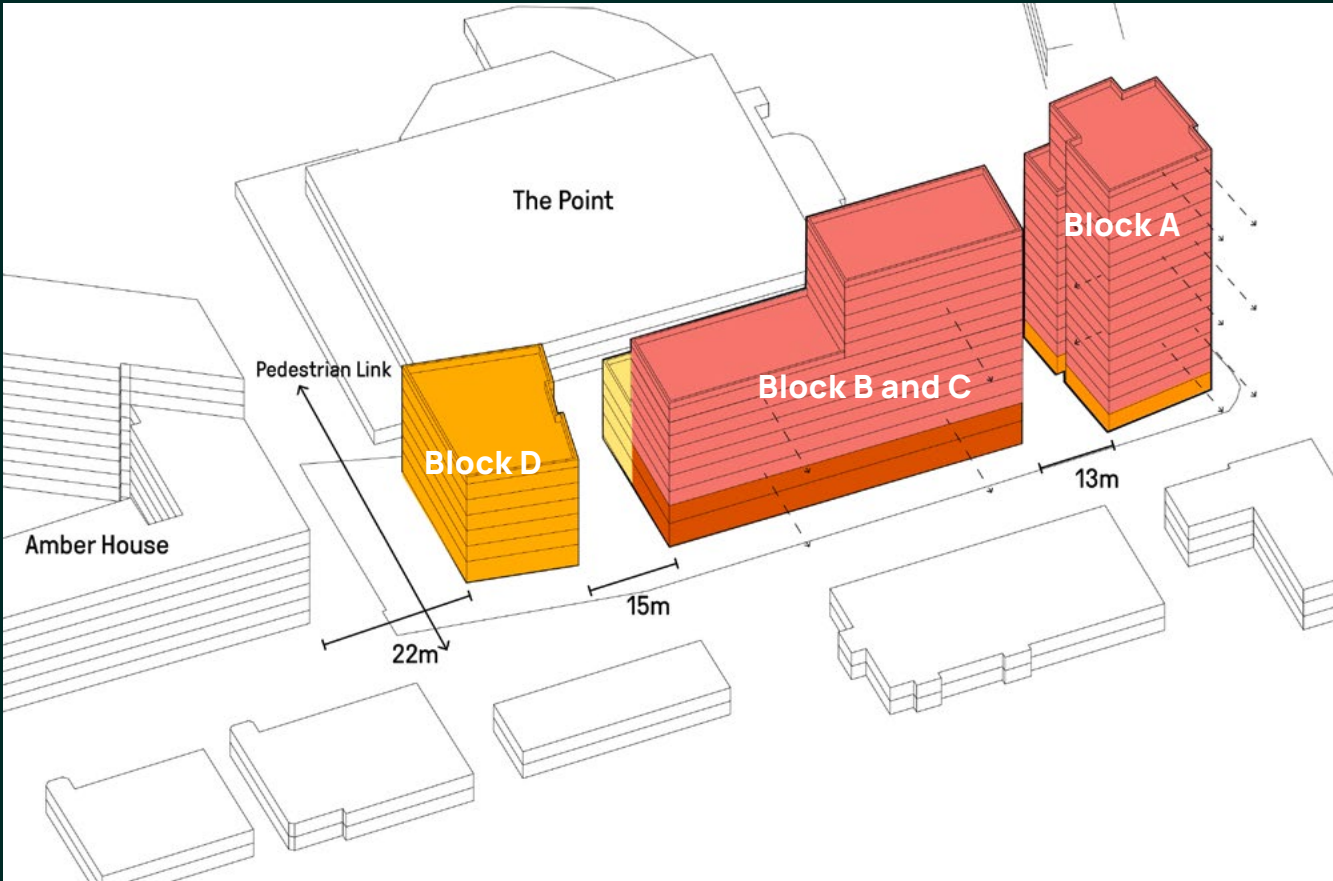 The Point
Block A
Pedestrian Link
Block B and C
Block D
13m
Amber House
15m
22m